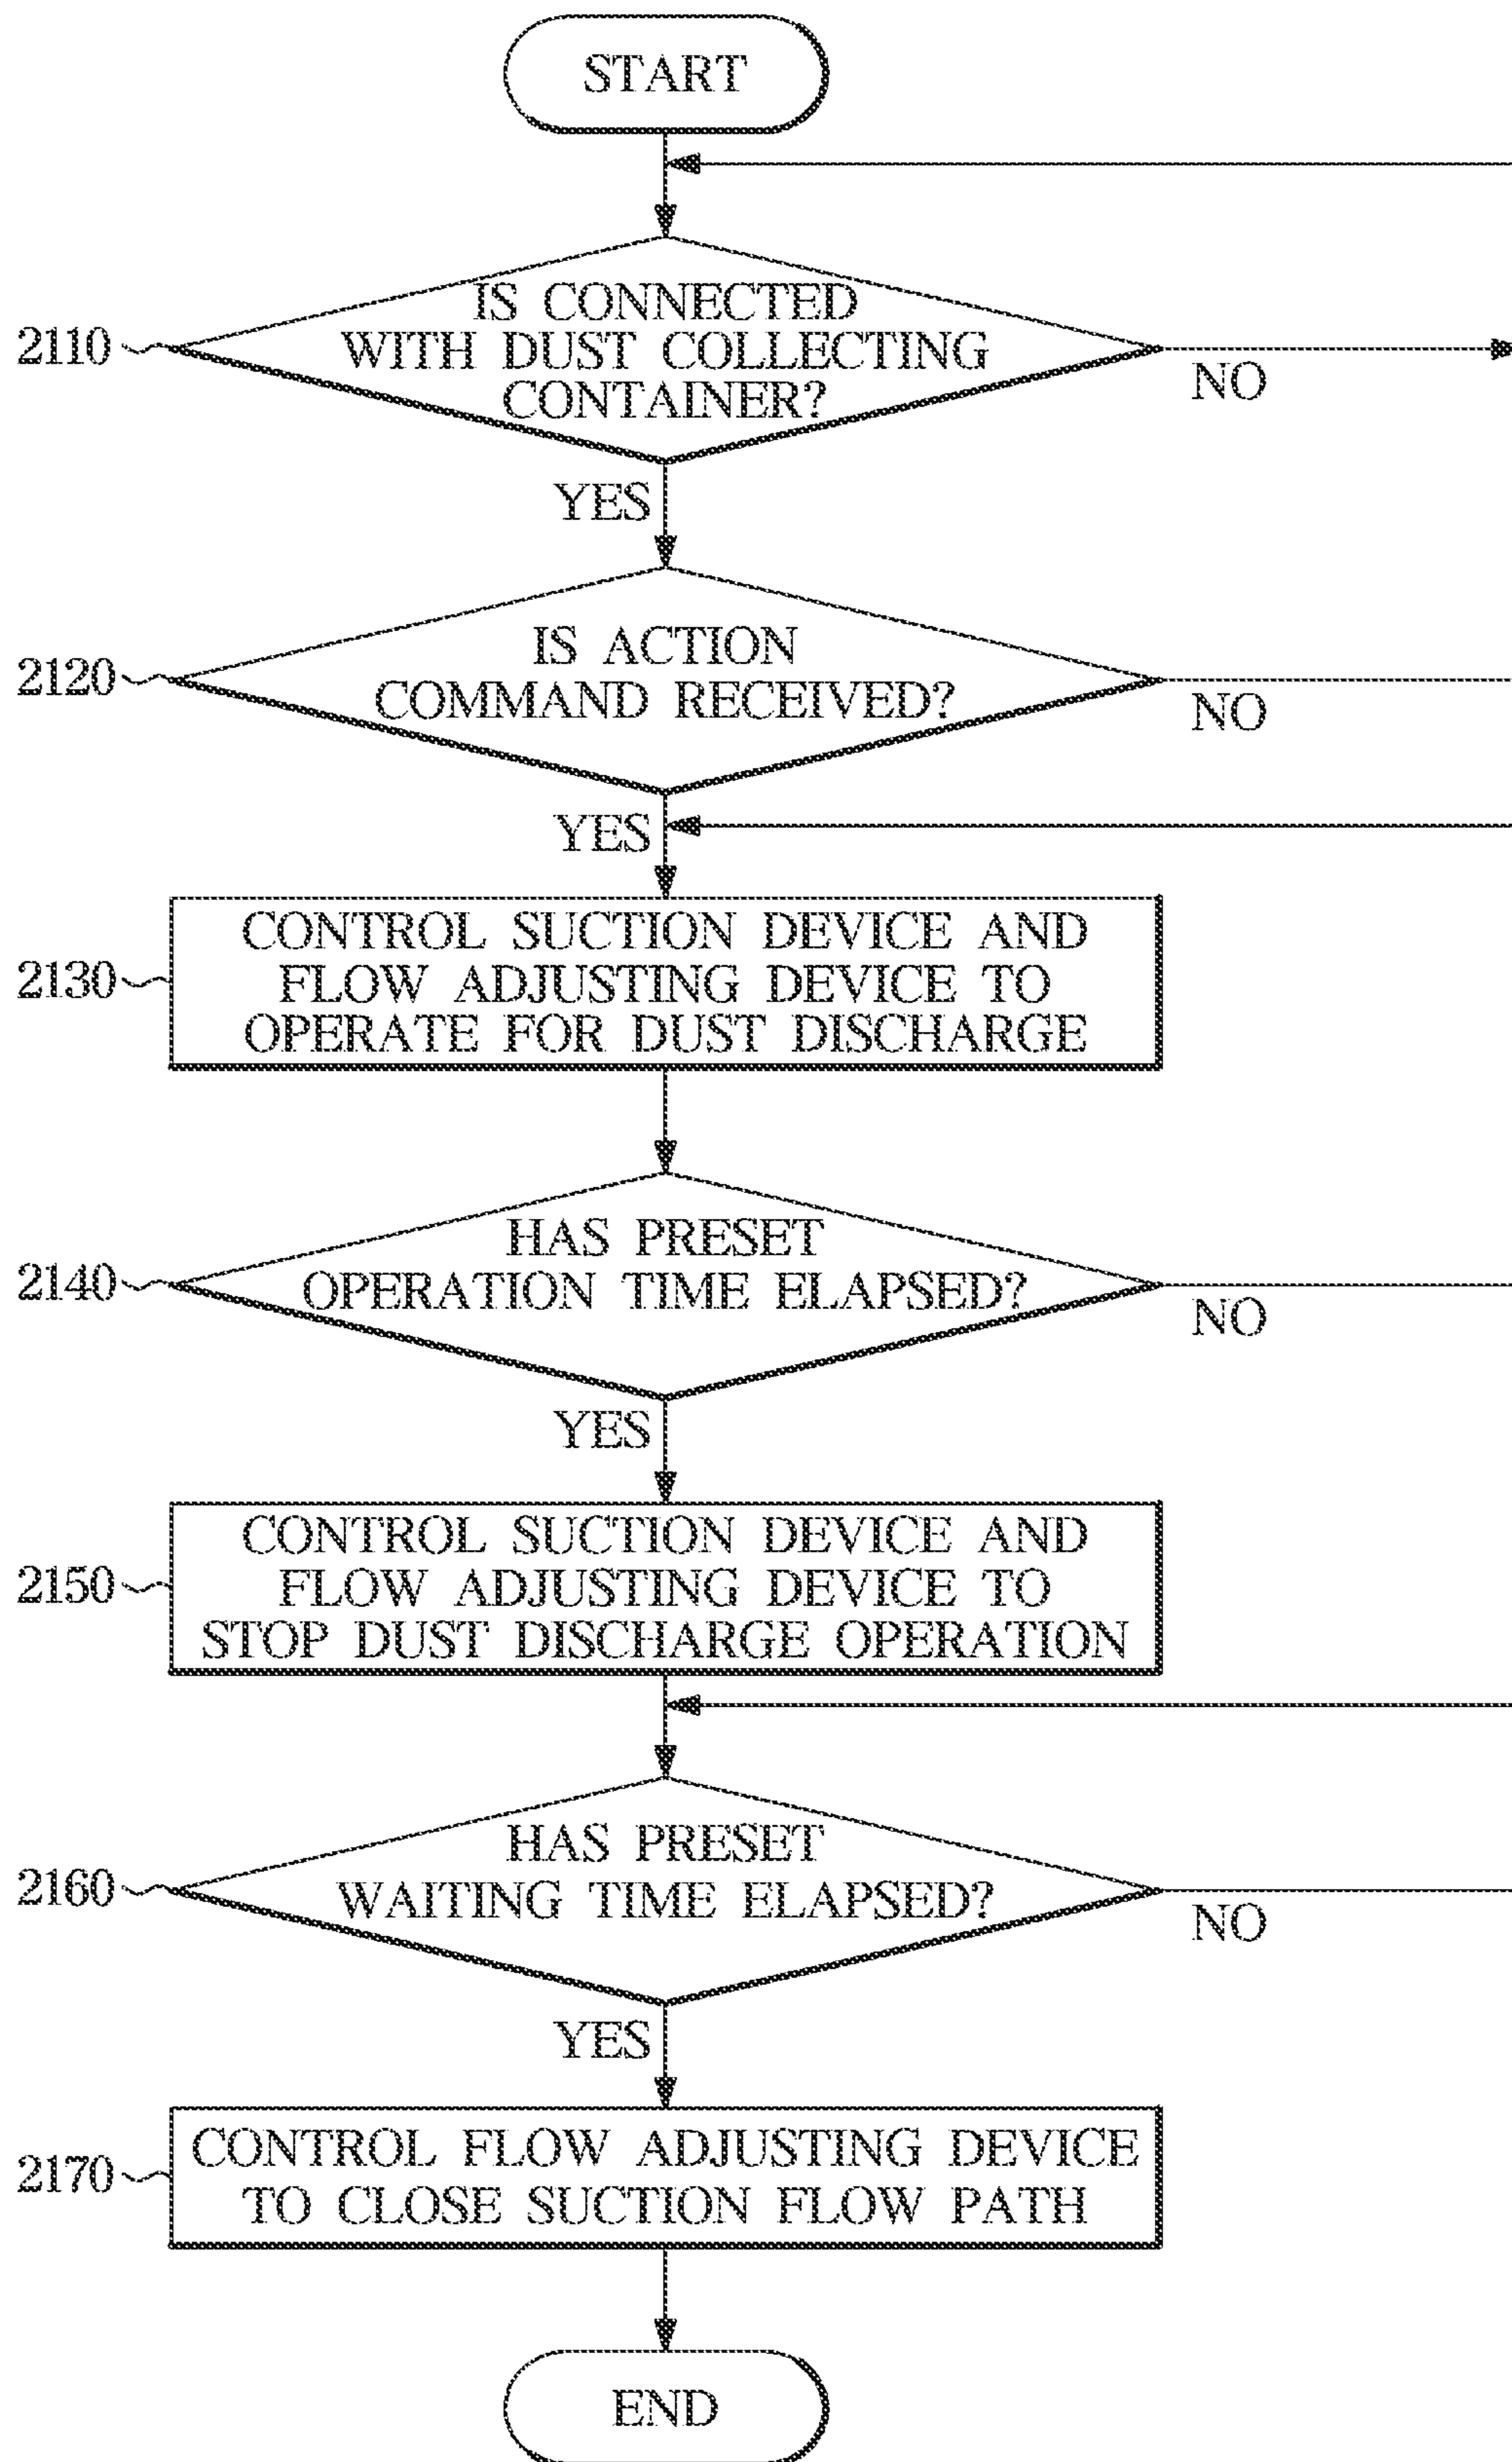 START
2110
IS CONNECTED
WITH DUST COLLECTING
CONTAINER?
NO
YES
2120
IS ACTION
COMMAND RECEIVED?
NO
YES
2130
CONTROL SUCTION DEVICE AND
FLOW ADJUSTING DEVICE TO
OPERATE FOR DUST DISCHARGE
2140
HAS PRESET
OPERATION TIME ELAPSED?
NO
YES
2150
CONTROL SUCTION DEVICE AND
FLOW ADJUSTING DEVICE TO
STOP DUST DISCHARGE OPERATION
2160
HAS PRESET
WAITING TIME ELAPSED?
NO
YES
2170
CONTROL FLOW ADJUSTING DEVICE
TO CLOSE SUCTION FLOW PATH
END